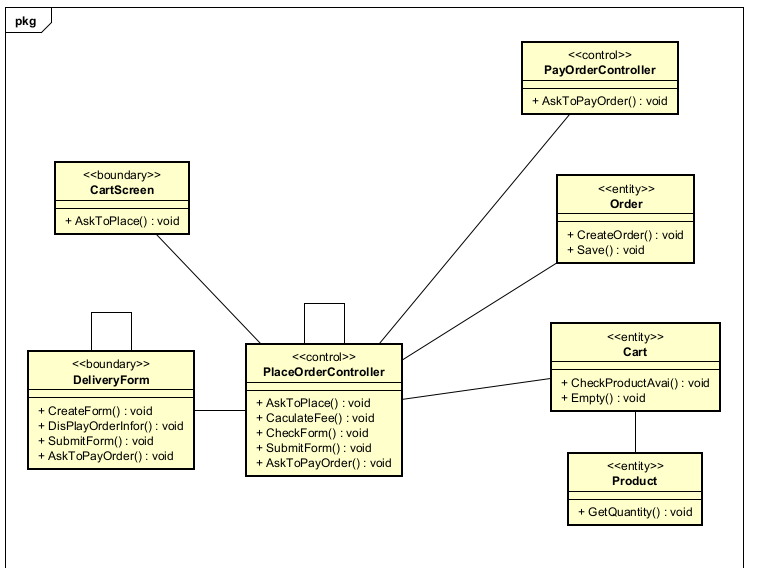 pkg
<<control>>
PayOrderController
+ AskToPayOrder() : void
<<boundary>>
CartScreen
+ AskToPlace() : void
<<entity>>
Order
+ CreateOrder() : void
+ Save() : void
<<boundary>>
DeliveryForm
+ CreateForm() : void
+ DisPlayOrderInfor() : void
+ SubmitForm() : void
+ AskToPayOrder() : void
<<control>>
PlaceOrderController
+ AskToPlace() : void
+ CaculateFee() : void
+ CheckForm() : void
+ SubmitForm() : void
+ AskToPayOrder() : void
<<entity>>
Cart
+ CheckProductAvai() : void
+ Empty() : void
<<entity>>
Product
+ GetQuantity() : void